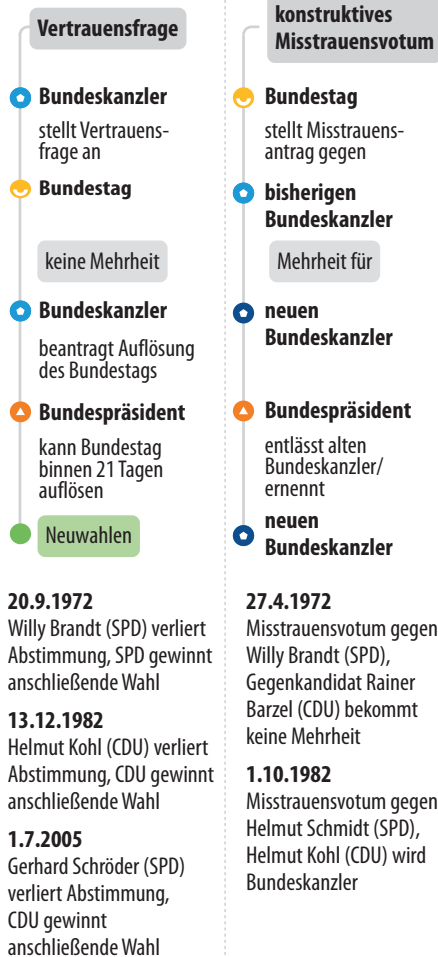 Vertrauensfrage
Bundeskanzler
stellt Vertrauens-
frage an
Bundestag
keine Mehrheit
Bundeskanzler
beantragt Auflösung
des Bundestags
Bundespräsident
kann Bundestag
binnen 21 Tagen
auflösen
Neuwahlen
20.9.1972
Willy Brandt (SPD) verliert
Abstimmung, SPD gewinnt
anschließende Wahl
13.12.1982
Helmut Kohl (CDU) verliert
Abstimmung, CDU gewinnt
anschließende Wahl
1.7.2005
Gerhard Schröder (SPD)
verliert Abstimmung,
CDU gewinnt
anschließende Wahl
konstruktives
Misstrauensvotum
Bundestag
stellt Misstrauens-
antrag gegen
bisherigen
Bundeskanzler
Mehrheit für
neuen
Bundeskanzler
Bundespräsident
entlässt alten
Bundeskanzler/
ernennt
neuen
Bundeskanzler
27.4.1972
Misstrauensvotum gegen
Willy Brandt (SPD),
Gegenkandidat Rainer
Barzel (CDU) bekommt
keine Mehrheit
1.10.1982
Misstrauensvotum gegen
Helmut Schmidt (SPD),
Helmut Kohl (CDU) wird
Bundeskanzler